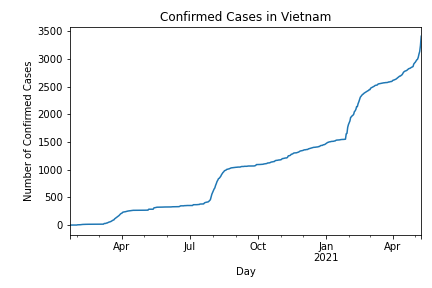 Confirmed Cases in Vietnam
Number of Confirmed Cases
3500
3000
2500
2000
1500
1000
500
0
Apr
Jul
Oct
Jan
2021
Apr
Day